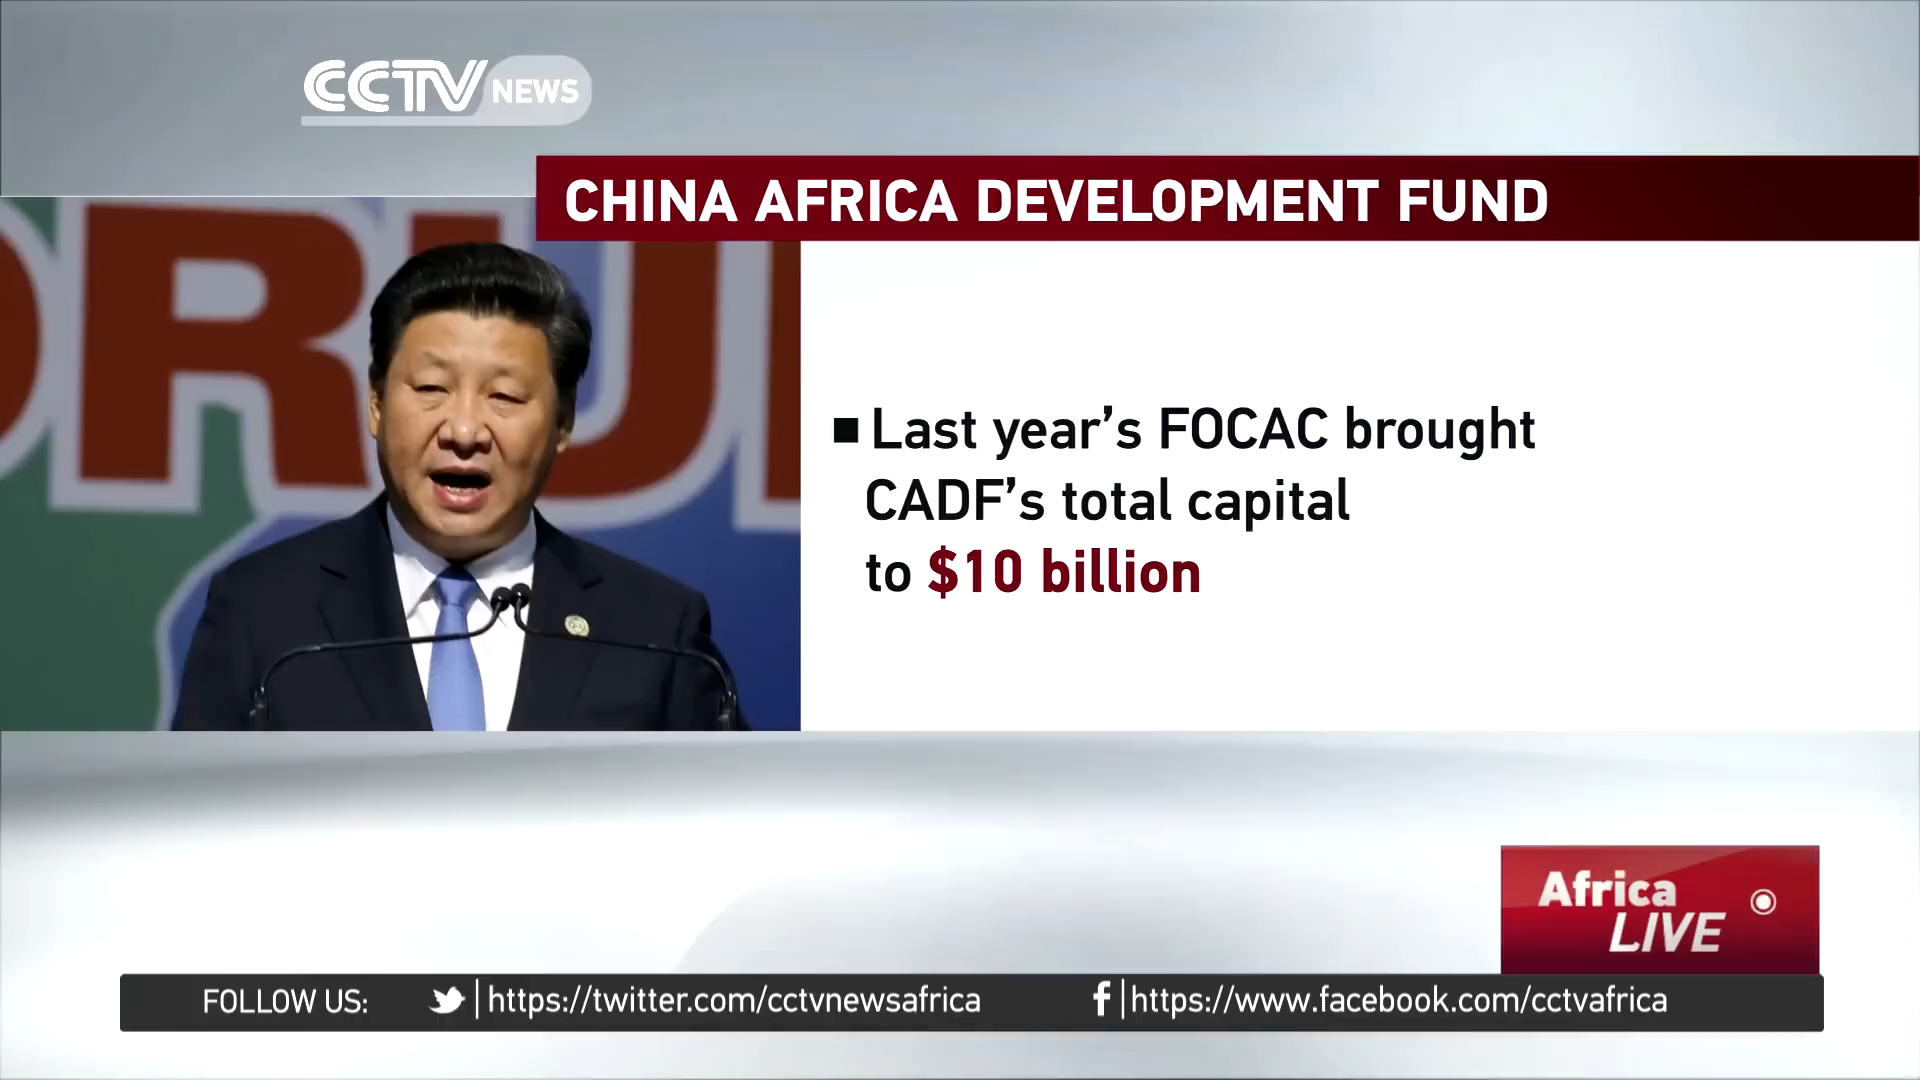 CCTV NEWS
CHINA AFRICA DEVELOPMENT FUND
ORU
■ Last year’s FOCAC brought
CADF’s total capital
to $10 billion
Africa
LIVE
FOLLOW US: | https://twitter.com/cctvnewsafrica f | https://www.facebook.com/cctvafrica